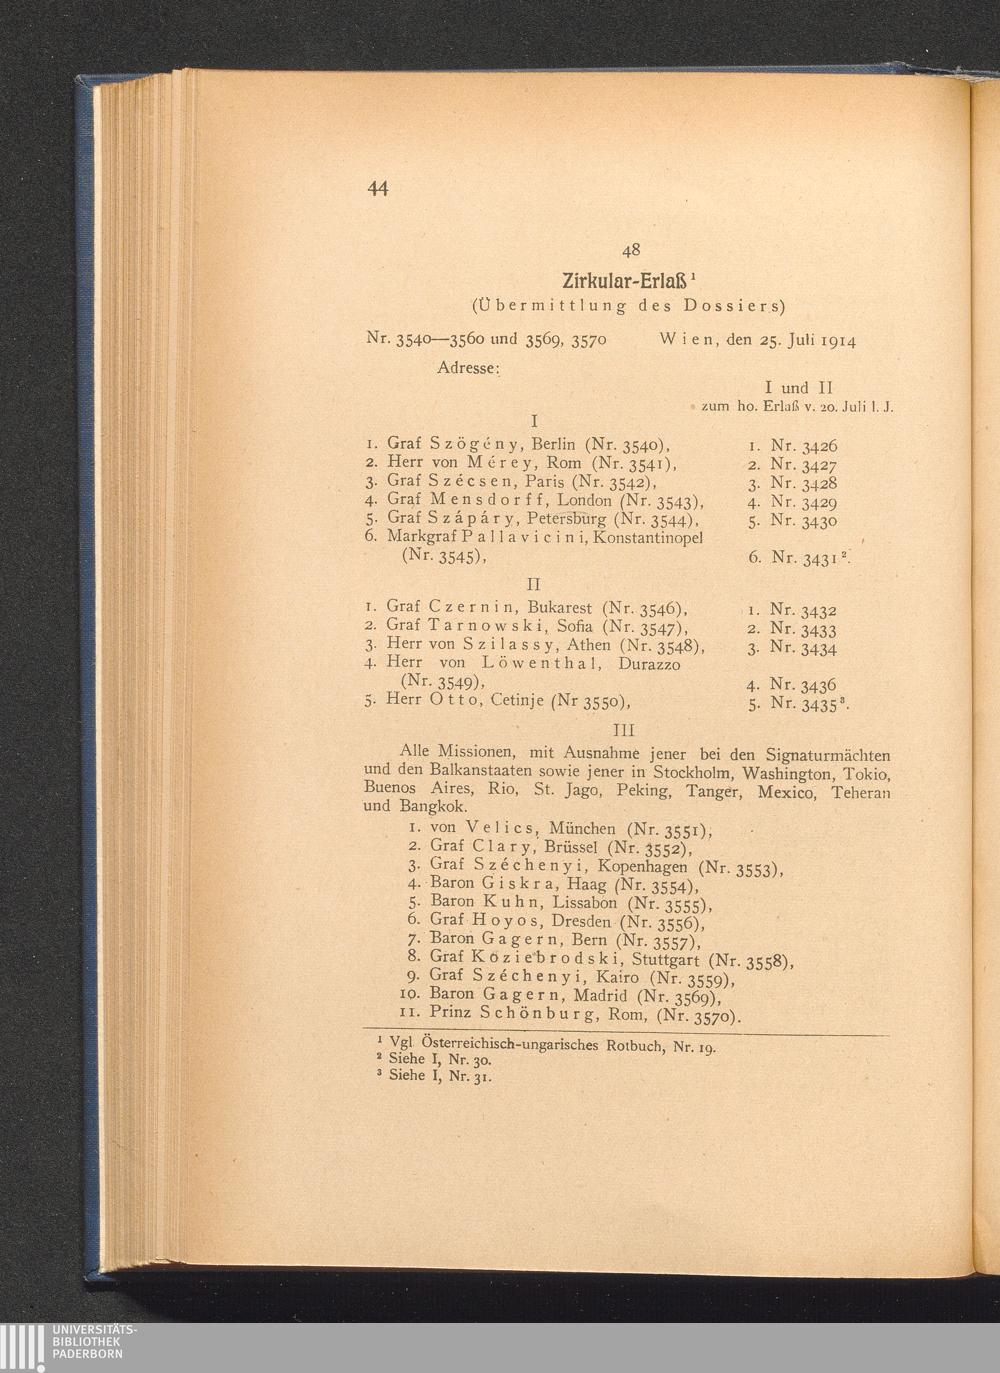 44
48
Zirkular-Erlaß ¹
(Übermittlung des Dossiers)
Nr. 3540—3560 und 3569, 3570 Wien, den 25. Juli 1914
Adresse:
I und II
zum ho. Erlaß v. 20. Juli l. J.
I
1. Graf Szögény, Berlin (Nr. 3540), 1. Nr. 3426
2. Herr von Mérey, Rom (Nr. 3541), 2. Nr. 3427
3. Graf Szécsen, Paris (Nr. 3542), 3. Nr. 3428
4. Graf Mensdorff, London (Nr. 3543), 4. Nr. 3429
5. Graf Szápáry, Petersburg (Nr. 3544), 5. Nr. 3430
6. Markgraf Pallavicini, Konstantinopel
(Nr. 3545), 6. Nr. 3431 ².
II
1. Graf Czernin, Bukarest (Nr. 3546), 1. Nr. 3432
2. Graf Tarnowski, Sofia (Nr. 3547), 2. Nr. 3433
3. Herr von Szilassy, Athen (Nr. 3548), 3. Nr. 3434
4. Herr von Löwenthal, Durazzo
(Nr. 3549), 4. Nr. 3436
5. Herr Otto, Cetinje (Nr 3550), 5. Nr. 3435 ³.
III
Alle Missionen, mit Ausnahme jener bei den Signaturmächten
und den Balkanstaaten sowie jener in Stockholm, Washington, Tokio,
Buenos Aires, Rio, St. Jago, Peking, Tanger, Mexico, Teheran
und Bangkok.
1. von Velics, München (Nr. 3551),
2. Graf Clary, Brüssel (Nr. 3552),
3. Graf Széchenyi, Kopenhagen (Nr. 3553),
4. Baron Giskra, Haag (Nr. 3554),
5. Baron Kuhn, Lissabon (Nr. 3555),
6. Graf Hoyos, Dresden (Nr. 3556),
7. Baron Gagern, Bern (Nr. 3557),
8. Graf Koziebrodski, Stuttgart (Nr. 3558),
9. Graf Széchenyi, Kairo (Nr. 3559),
10. Baron Gagern, Madrid (Nr. 3569),
11. Prinz Schönburg, Rom, (Nr. 3570).
¹ Vgl Österreichisch-ungarisches Rotbuch, Nr. 19.
² Siehe I, Nr. 30.
³ Siehe I, Nr. 31.
UNIVERSITÄTS-
BIBLIOTHEK
PADERBORN